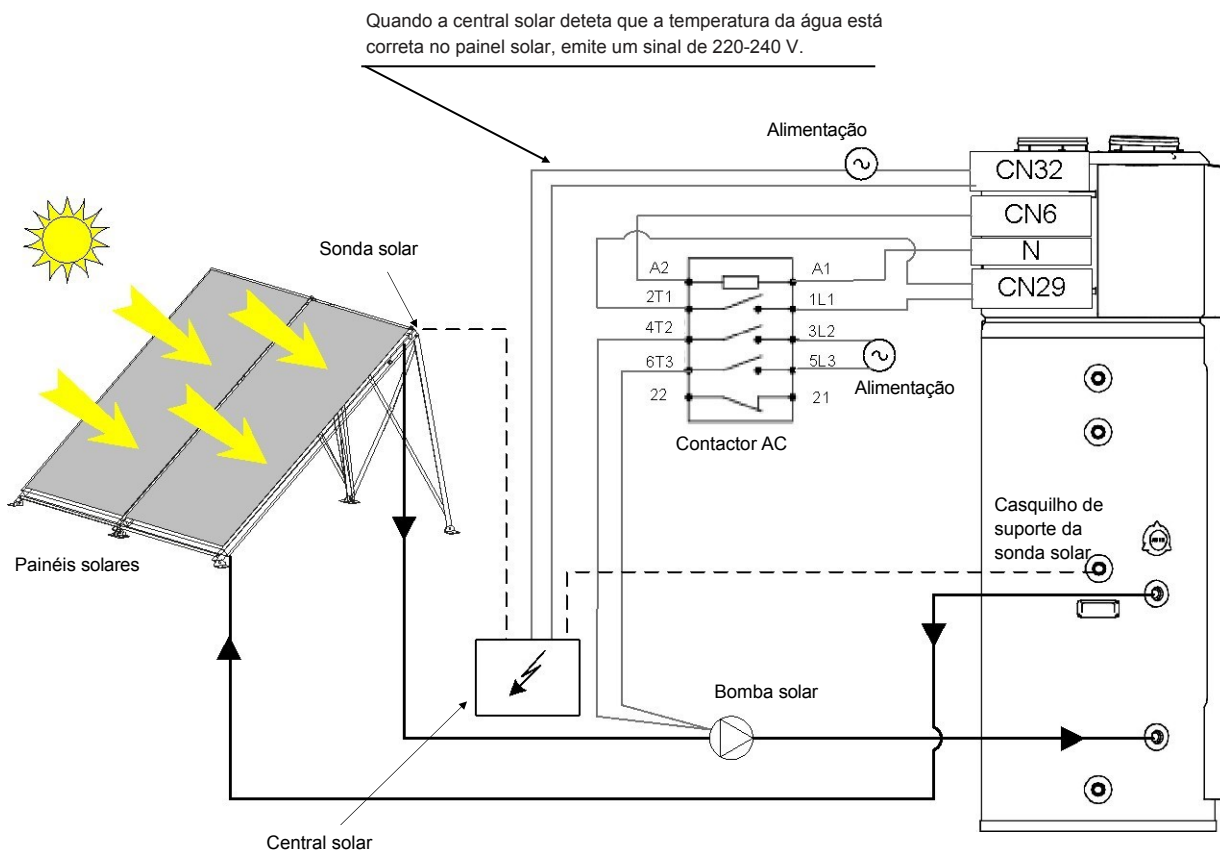 Quando a central solar deteta que a temperatura da água está
correta no painel solar, emite um sinal de 220-240 V.
Alimentação
CN32
CN6
N
CN29
Sonda solar
A2
A1
2T1
1L1
4T2
3L2
6T3
5L3
22
21
Alimentação
Contactor AC
Casquilho de
suporte da
sonda solar
Painéis solares
Bomba solar
Central solar